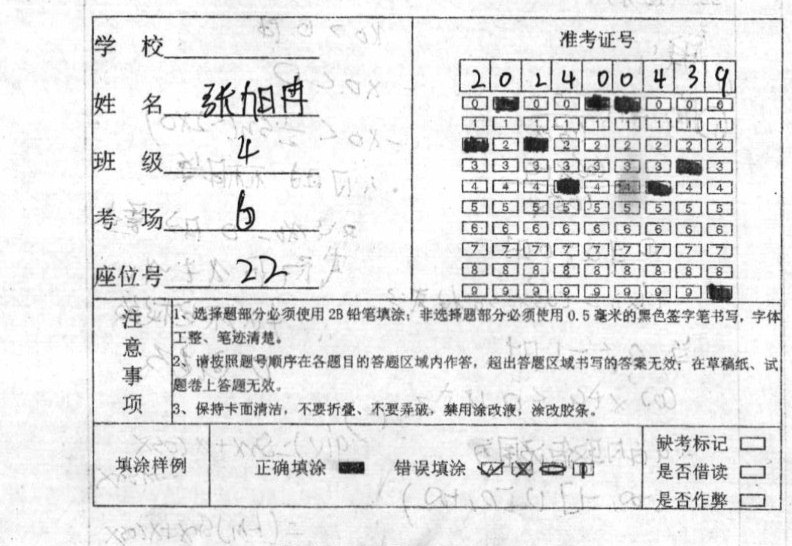 学 校
姓 名 张旭冉
班 级 4
考 场 6
座位号 22
准考证号
2 0 2 4 0 0 4 3 9
0 0 0 0 0 0
1 1 1 1 1 1 1 1 1
2 2 2 2 2 2 2
3 3 3 3 3 3 3 3
4 4 4 4 4 4 4
5 5 5 5 5 5 5 5 5
6 6 6 6 6 6 6 6 6
7 7 7 7 7 7 7 7 7
8 8 8 8 8 8 8 8 8
9 9 9 9 9 9 9 9
注意事项
1、选择题部分必须使用 2B 铅笔填涂；非选择题部分必须使用 0.5 毫米的黑色签字笔书写，字体
工整、笔迹清楚。
2、请按照题号顺序在各题目的答题区域内作答，超出答题区域书写的答案无效；在草稿纸、试
题卷上答题无效。
3、保持卡面清洁，不要折叠、不要弄破，禁用涂改液，涂改胶条。
填涂样例 正确填涂 错误填涂
缺考标记
是否借读
是否作弊